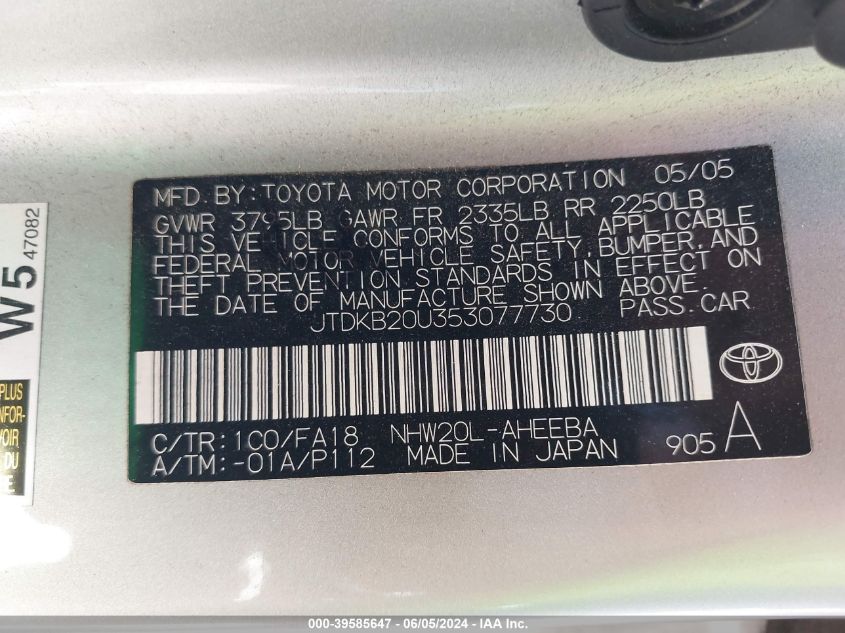 MFD. BY: TOYOTA MOTOR CORPORATION 05/05
GVWR 3795LB GAWR FR 2335LB RR 2250LB
THIS VEHICLE CONFORMS TO ALL APPLICABLE
FEDERAL MOTOR VEHICLE SAFETY, BUMPER, AND
THEFT PREVENTION STANDARDS IN EFFECT ON
THE DATE OF MANUFACTURE SHOWN ABOVE.
JTDKB20U353077730 PASS. CAR
C/TR: 1C0/FA18 NHW20L-AHEEBA
A/TM: -01A/P112 MADE IN JAPAN 905 A
W5 47082
PLUS
VOIR
000-39585647 - 06/05/2024 - IAA Inc.